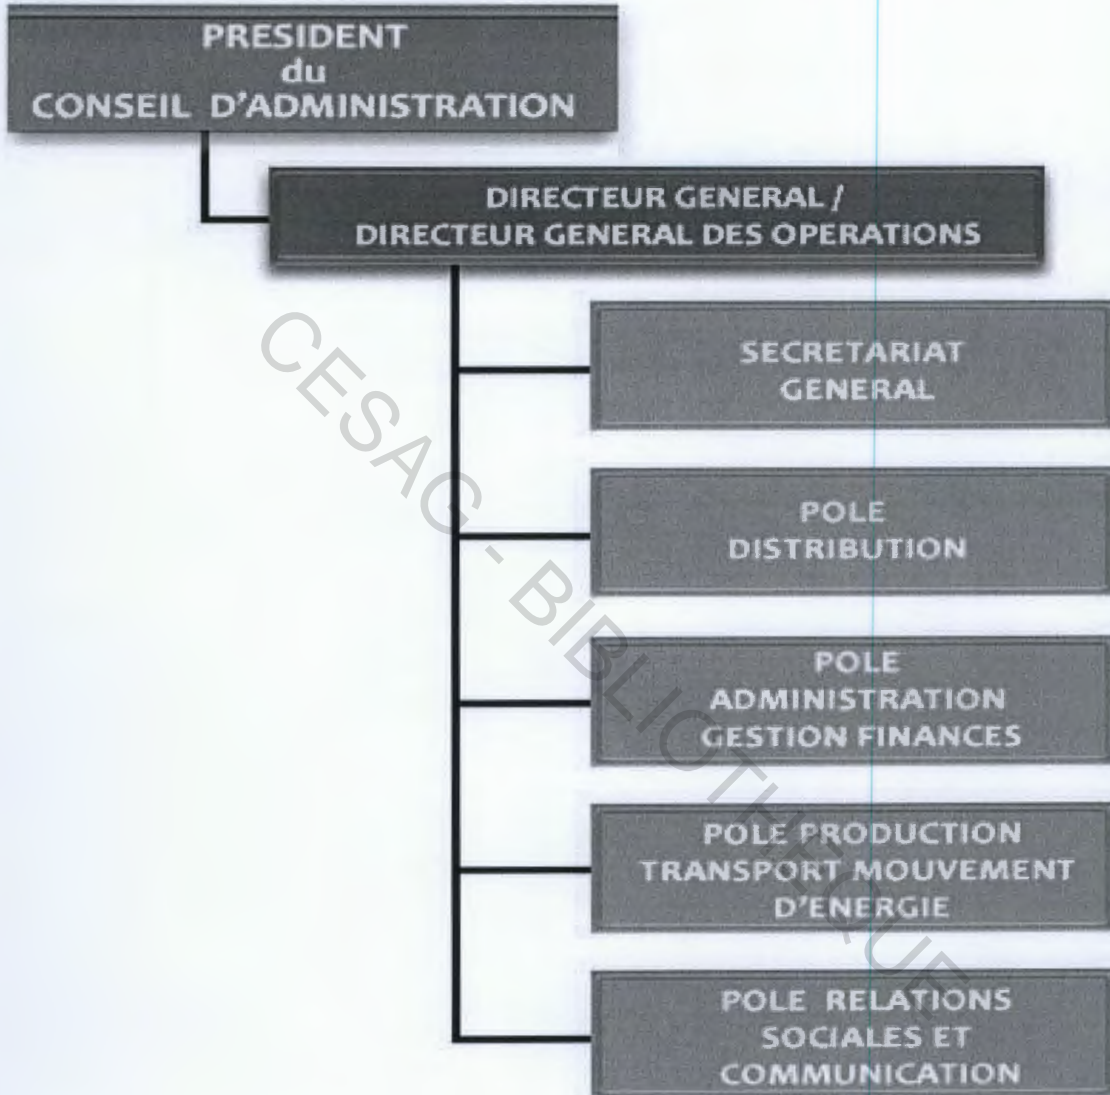 PRESIDENT
du
CONSEIL D'ADMINISTRATION
DIRECTEUR GENERAL /
DIRECTEUR GENERAL DES OPERATIONS
SECRETARIAT
GENERAL
POLE
DISTRIBUTION
POLE
ADMINISTRATION
GESTION FINANCES
POLE PRODUCTION
TRANSPORT MOUVEMENT
D'ENERGIE
POLE RELATIONS
SOCIALES ET
COMMUNICATION
CESAG - BIBLIOTHEQUE